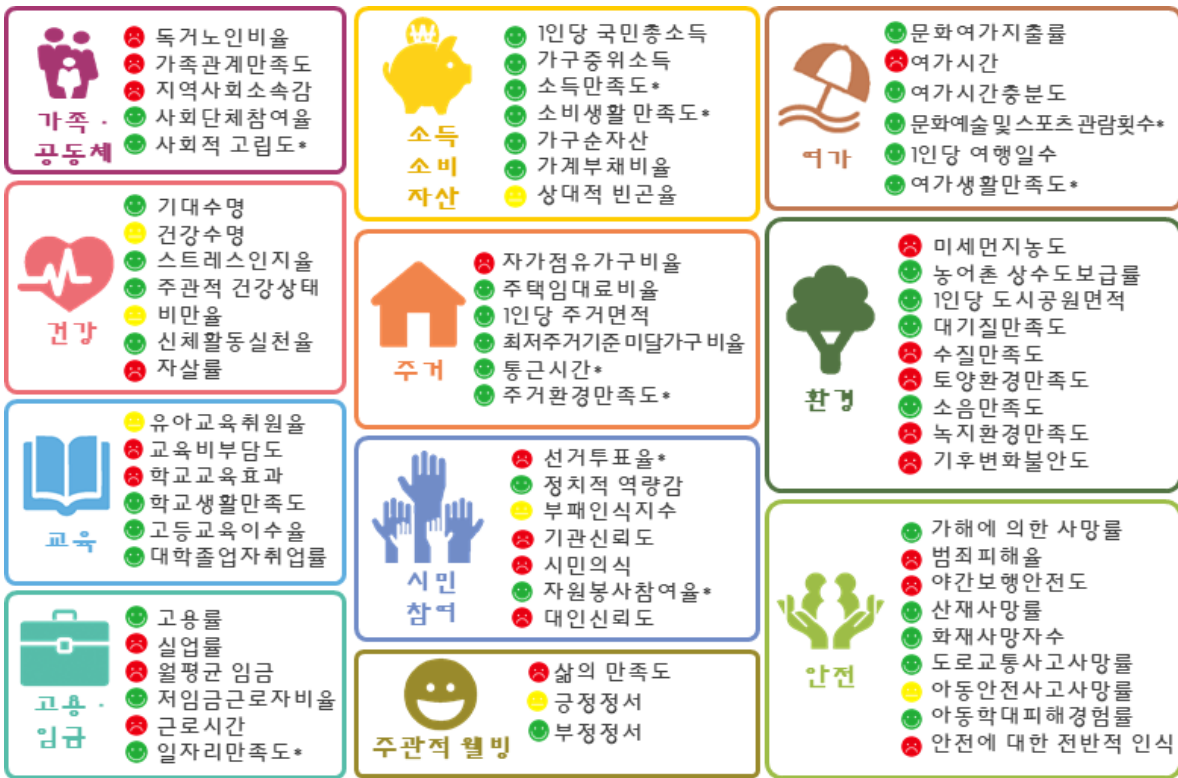 가족·
공동체
독거노인비율
가족관계만족도
지역사회소속감
사회단체참여율
사회적 고립도*
건강
기대수명
건강수명
스트레스인지율
주관적 건강상태
비만율
신체활동실천율
자살률
교육
유아교육취원율
교육비부담도
학교교육효과
학교생활만족도
고등교육이수율
대학졸업자취업률
고용·
임금
고용률
실업률
월평균 임금
저임금근로자비율
근로시간
일자리만족도*
₩
소득
소비
자산
1인당 국민총소득
가구중위소득
소득만족도*
소비생활 만족도*
가구순자산
가계부채비율
상대적 빈곤율
주거
자가점유가구비율
주택임대료비율
1인당 주거면적
최저주거기준미달가구비율
통근시간*
주거환경만족도*
시민
참여
선거투표율*
정치적 역량감
부패인식지수
기관신뢰도
시민의식
자원봉사참여율*
대인신뢰도
주관적 웰빙
삶의 만족도
긍정정서
부정정서
여가
문화여가지출률
여가시간
여가시간충분도
문화예술및스포츠관람횟수*
1인당 여행일수
여가생활만족도*
환경
미세먼지농도
농어촌 상수도보급률
1인당 도시공원면적
대기질만족도
수질만족도
토양환경만족도
소음만족도
녹지환경만족도
기후변화불안도
안전
가해에 의한 사망률
범죄피해율
야간보행안전도
산재사망률
화재사망자수
도로교통사고사망률
아동안전사고사망률
아동학대피해경험률
안전에 대한 전반적 인식